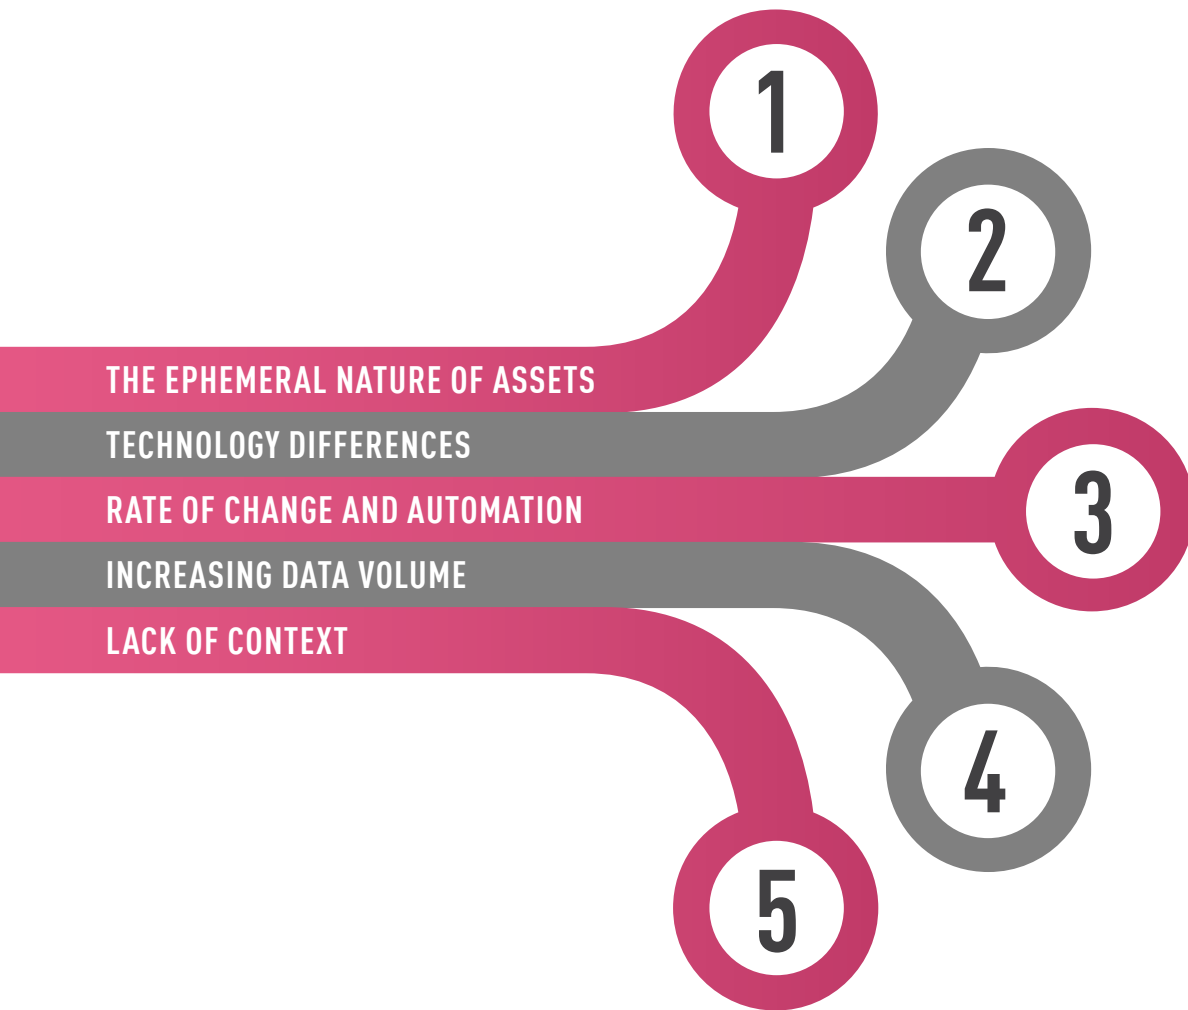 1
2
THE EPHEMERAL NATURE OF ASSETS
TECHNOLOGY DIFFERENCES
RATE OF CHANGE AND AUTOMATION
3
INCREASING DATA VOLUME
LACK OF CONTEXT
4
5